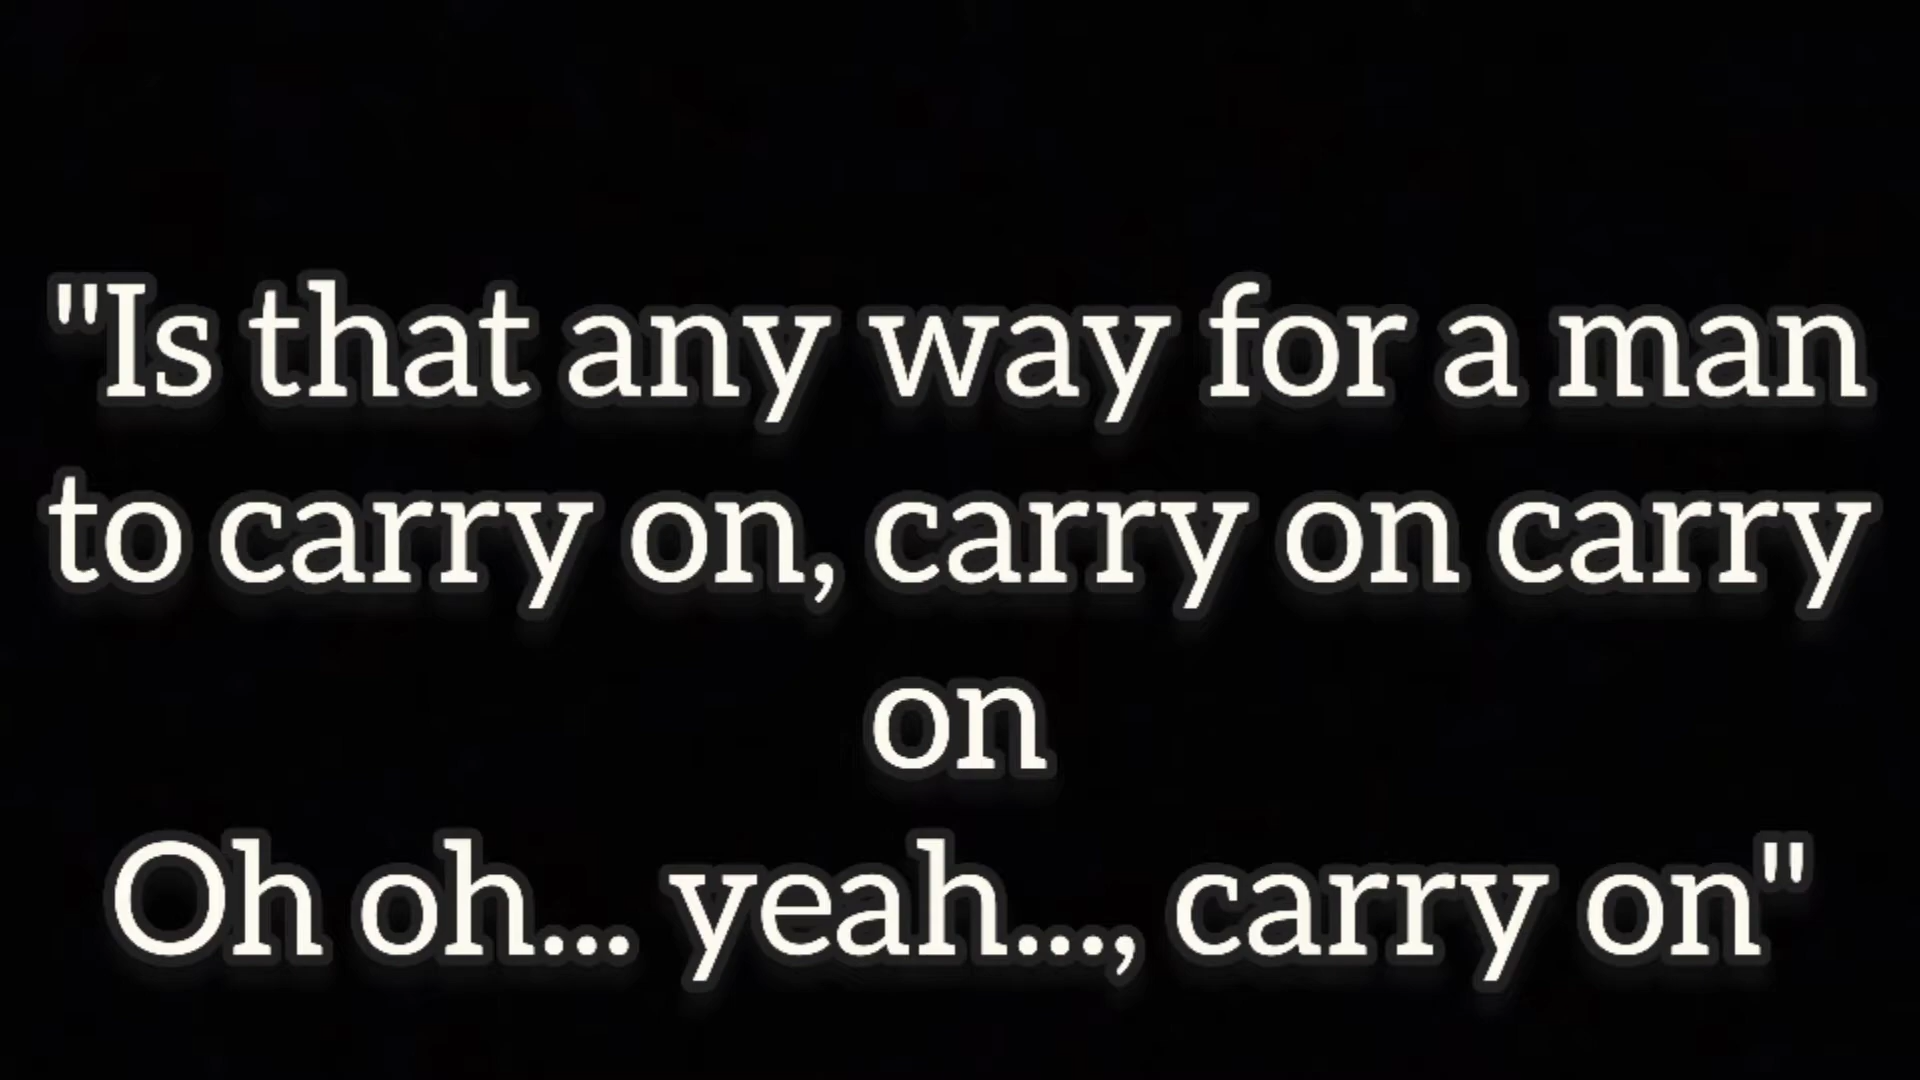 "Is that any way for a man
to carry on, carry on carry
on
Oh oh... yeah..., carry on"